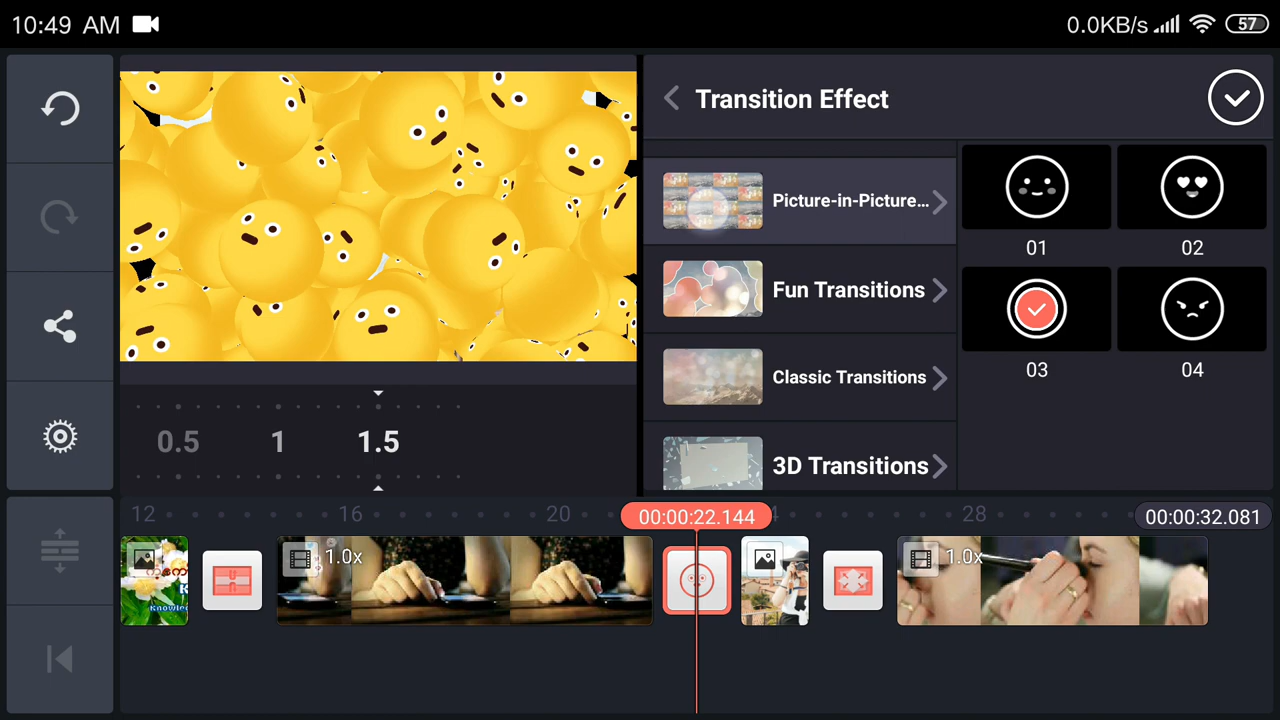 10:49 AM
0.0KB/s
57
Transition Effect
Picture-in-Picture...
Fun Transitions
Classic Transitions
3D Transitions
01
02
03
04
0.5
1
1.5
12
16
20
00:00:22.144
4
28
00:00:32.081
1.0x
1.0x
Knowle